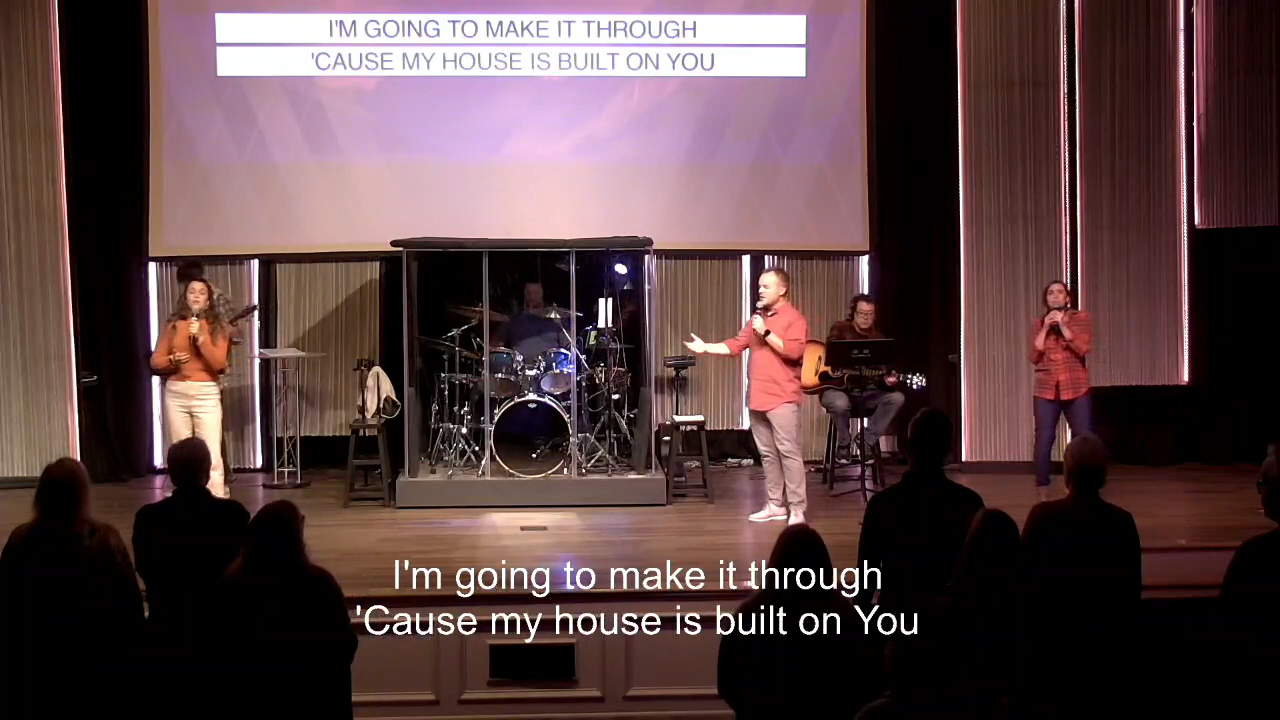 I'M GOING TO MAKE IT THROUGH
'CAUSE MY HOUSE IS BUILT ON YOU
I'm going to make it through
'Cause my house is built on You